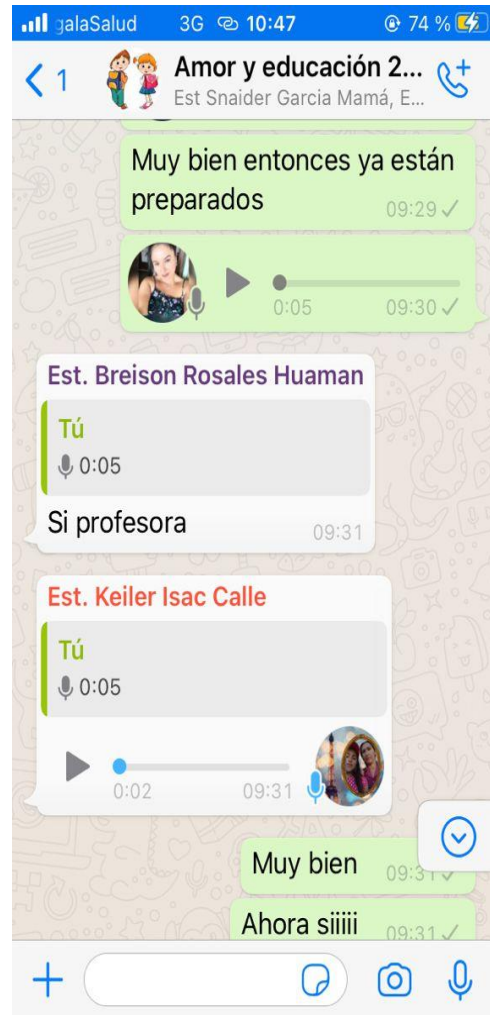 galaSalud 3G 10:47 74 %
1 Amor y educación 2...
Est Snaider Garcia Mamá, E...
Muy bien entonces ya están
preparados 09:29
0:05 09:30
Est. Breison Rosales Huaman
Tú
0:05
Si profesora 09:31
Est. Keiler Isac Calle
Tú
0:05
0:02 09:31
Muy bien 09:31
Ahora siiiii 09:31